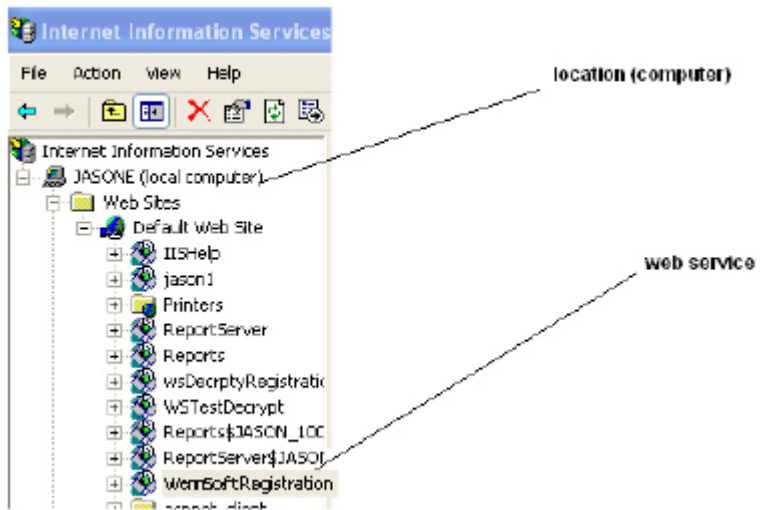 Internet Information Services
File Action View Help
location (computer)
Internet Information Services
JASONE (local computer)
Web Sites
Default Web Site
IISHelp
jason1
web service
Printers
ReportServer
Reports
wsDecrptyRegistratic
WSTestDecrypt
Reports$JASON_100
ReportServer$JASO
WennSoftRegistration
aspnet_client